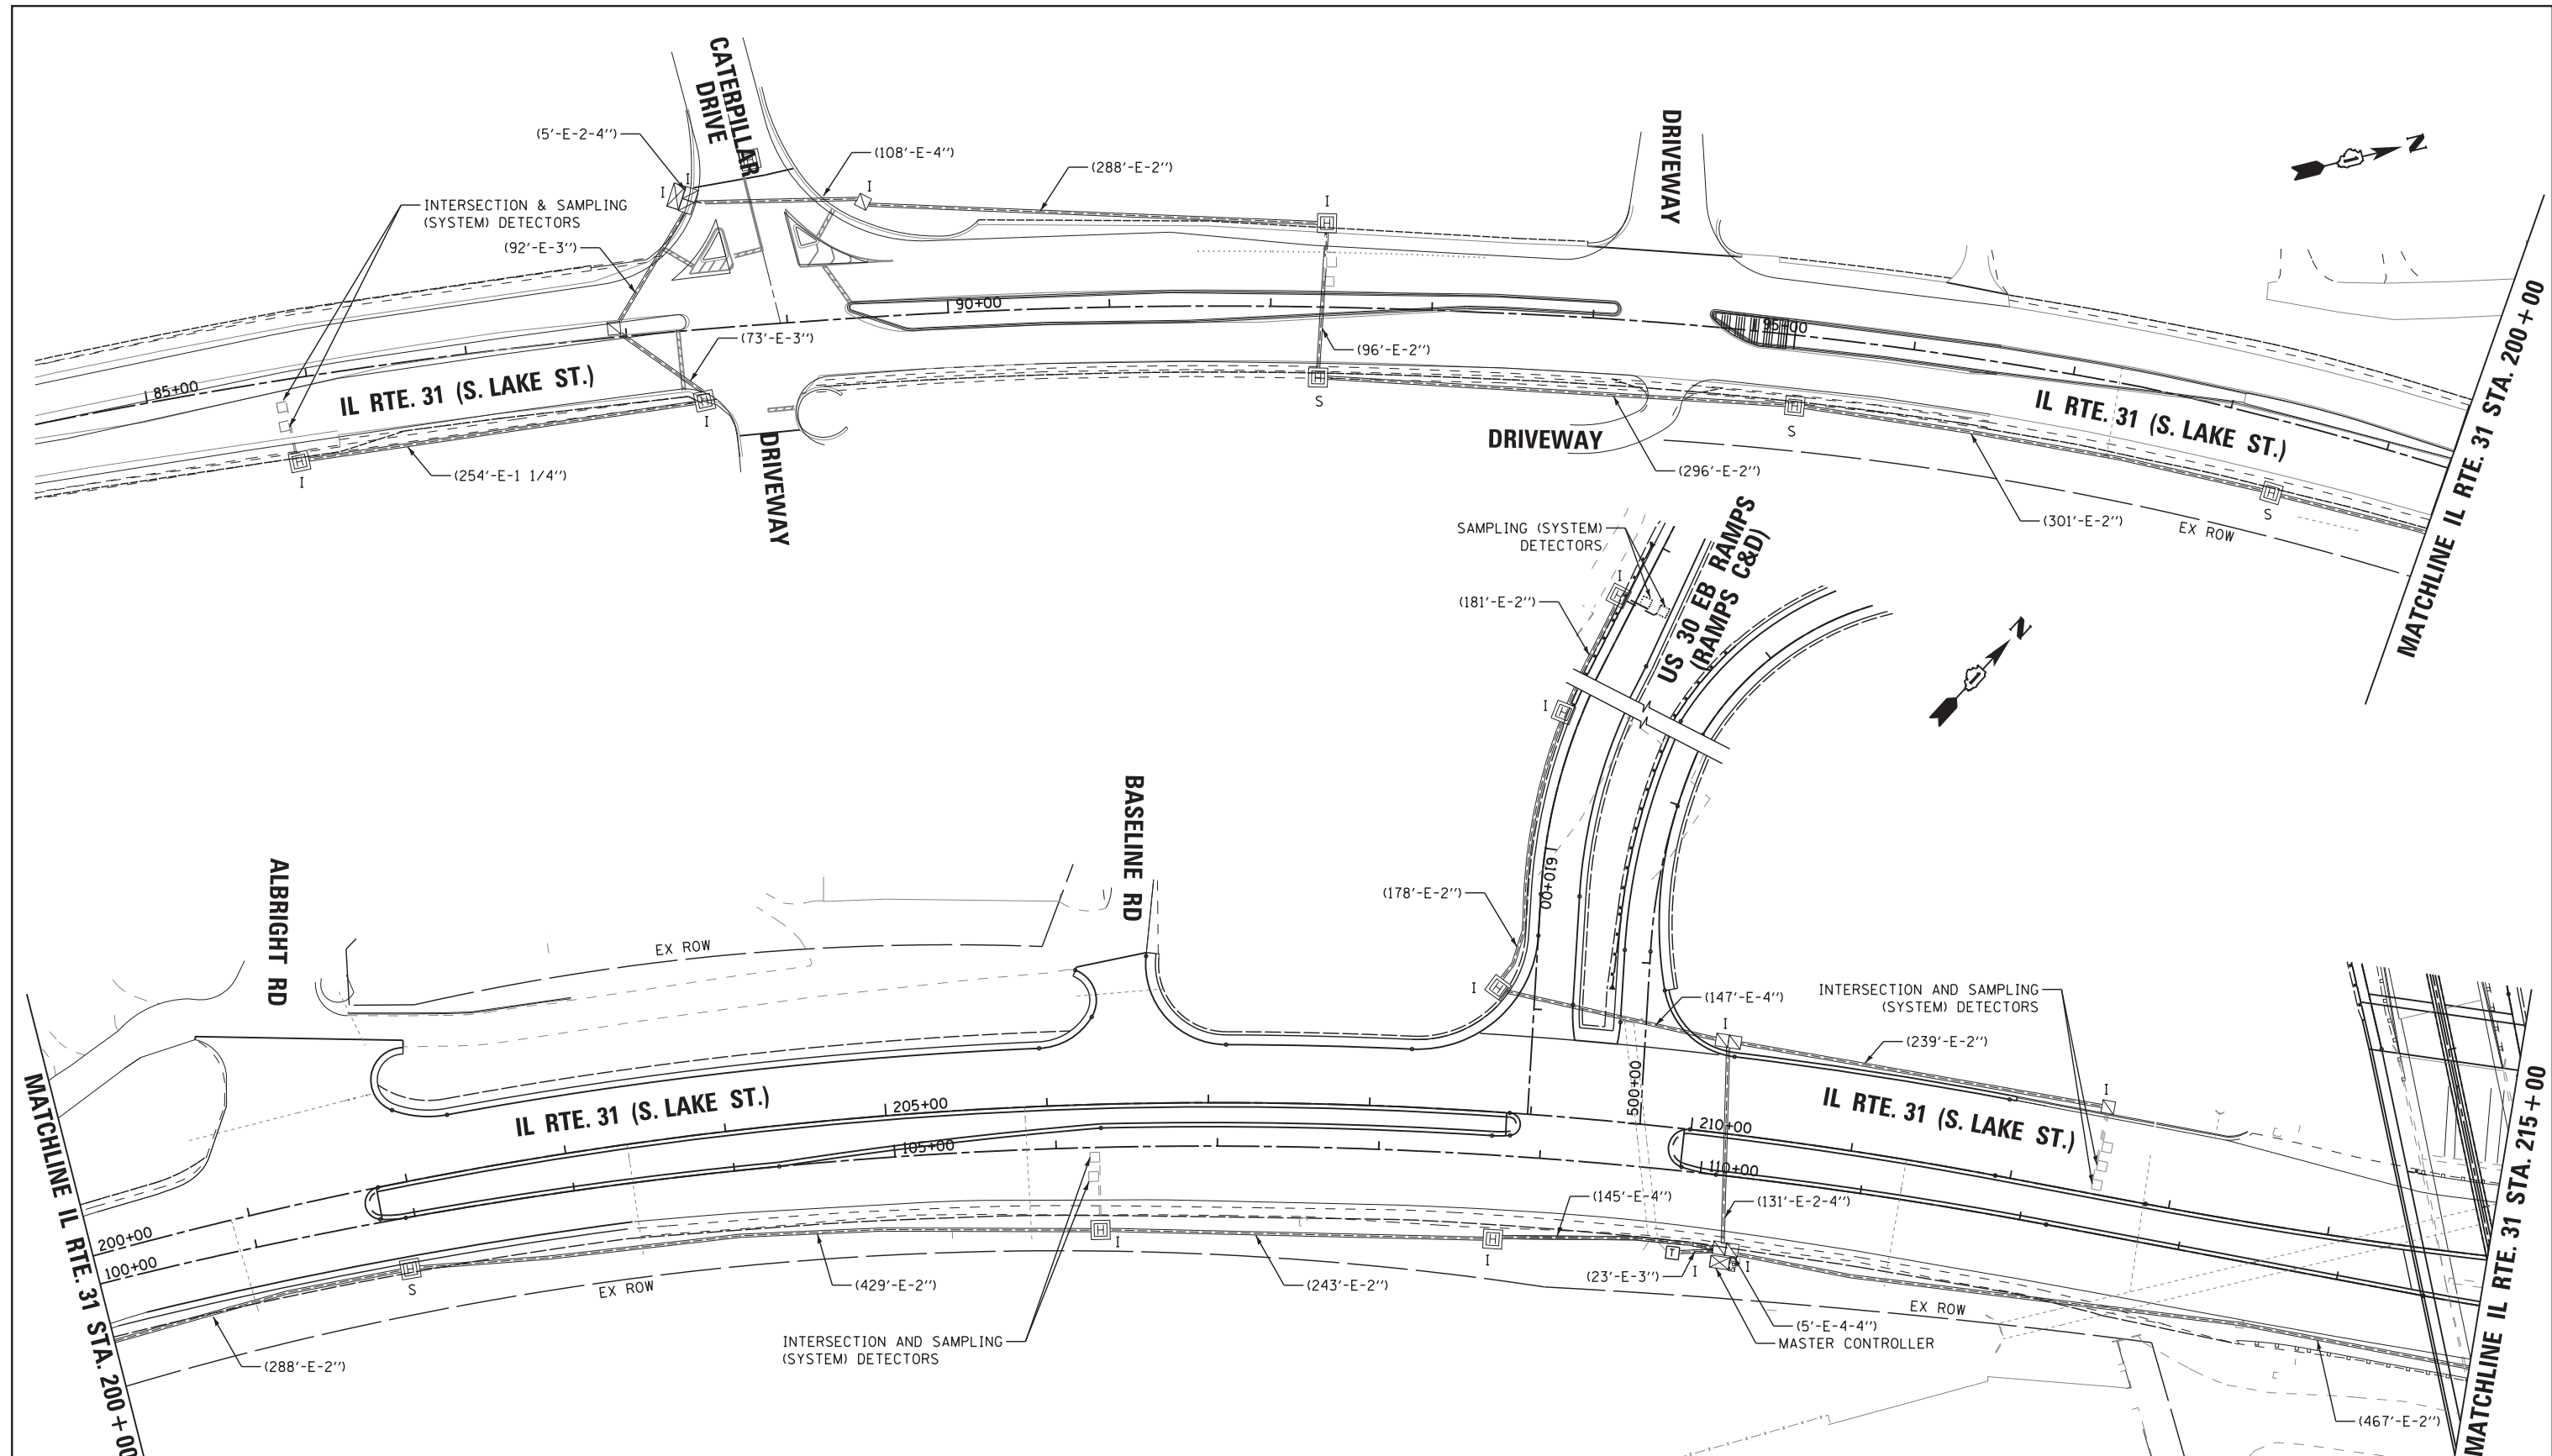 CATERPILLAR
DRIVE
(5'-E-2-4'')
(108'-E-4'')
(288'-E-2'')
DRIVEWAY
N
I
I
I
I
INTERSECTION & SAMPLING
(SYSTEM) DETECTORS
(92'-E-3'')
H
90+00
95+00
(73'-E-3'')
(96'-E-2'')
85+00
IL RTE. 31 (S. LAKE ST.)
H
I
H
S
H
S
IL RTE. 31 (S. LAKE ST.)
H
I
(254'-E-1 1/4'')
DRIVEWAY
DRIVEWAY
(296'-E-2'')
H
S
(301'-E-2'')
EX ROW
MATCHLINE IL RTE. 31 STA. 200+00
SAMPLING (SYSTEM)
DETECTORS
US 30 EB RAMPS
(RAMPS C&D)
I
H
(181'-E-2'')
N
I
H
BASELINE RD
ALBRIGHT RD
610+00
(178'-E-2'')
EX ROW
I
H
(147'-E-4'')
INTERSECTION AND SAMPLING
(SYSTEM) DETECTORS
I
(239'-E-2'')
I
500+00
IL RTE. 31 (S. LAKE ST.)
IL RTE. 31 (S. LAKE ST.)
205+00
210+00
105+00
110+00
(145'-E-4'')
(131'-E-2-4'')
200+00
100+00
H
I
H
I
T
I
I
H
S
(23'-E-3'')
(429'-E-2'')
(243'-E-2'')
EX ROW
EX ROW
(5'-E-4-4'')
MASTER CONTROLLER
INTERSECTION AND SAMPLING
(SYSTEM) DETECTORS
(288'-E-2'')
(467'-E-2'')
MATCHLINE IL RTE. 31 STA. 200+00
MATCHLINE IL RTE. 31 STA. 215+00